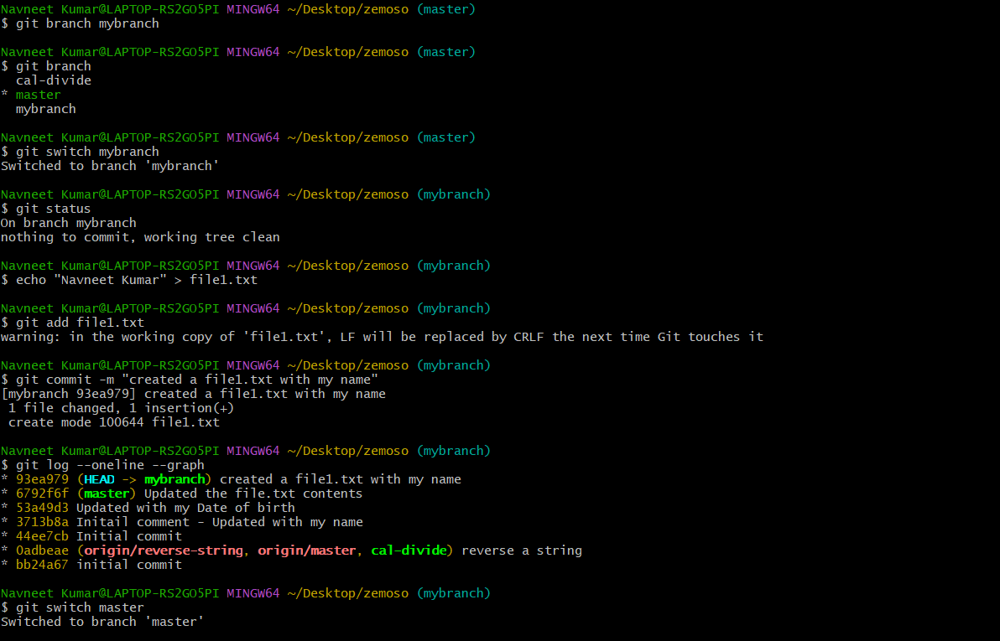 Navneet Kumar@LAPTOP-RS2GO5PI MINGW64 ~/Desktop/zemoso (master)
$ git branch mybranch
Navneet Kumar@LAPTOP-RS2GO5PI MINGW64 ~/Desktop/zemoso (master)
$ git branch
  cal-divide
* master
  mybranch
Navneet Kumar@LAPTOP-RS2GO5PI MINGW64 ~/Desktop/zemoso (master)
$ git switch mybranch
Switched to branch 'mybranch'
Navneet Kumar@LAPTOP-RS2GO5PI MINGW64 ~/Desktop/zemoso (mybranch)
$ git status
On branch mybranch
nothing to commit, working tree clean
Navneet Kumar@LAPTOP-RS2GO5PI MINGW64 ~/Desktop/zemoso (mybranch)
$ echo "Navneet Kumar" > file1.txt
Navneet Kumar@LAPTOP-RS2GO5PI MINGW64 ~/Desktop/zemoso (mybranch)
$ git add file1.txt
warning: in the working copy of 'file1.txt', LF will be replaced by CRLF the next time Git touches it
Navneet Kumar@LAPTOP-RS2GO5PI MINGW64 ~/Desktop/zemoso (mybranch)
$ git commit -m "created a file1.txt with my name"
[mybranch 93ea979] created a file1.txt with my name
 1 file changed, 1 insertion(+)
 create mode 100644 file1.txt
Navneet Kumar@LAPTOP-RS2GO5PI MINGW64 ~/Desktop/zemoso (mybranch)
$ git log --oneline --graph
* 93ea979 (HEAD -> mybranch) created a file1.txt with my name
* 6792f6f (master) Updated the file.txt contents
* 53a49d3 Updated with my Date of birth
* 3713b8a Initail comment - Updated with my name
* 44ee7cb Initial commit
* 0adbeae (origin/reverse-string, origin/master, cal-divide) reverse a string
* bb24a67 initial commit
Navneet Kumar@LAPTOP-RS2GO5PI MINGW64 ~/Desktop/zemoso (mybranch)
$ git switch master
Switched to branch 'master'